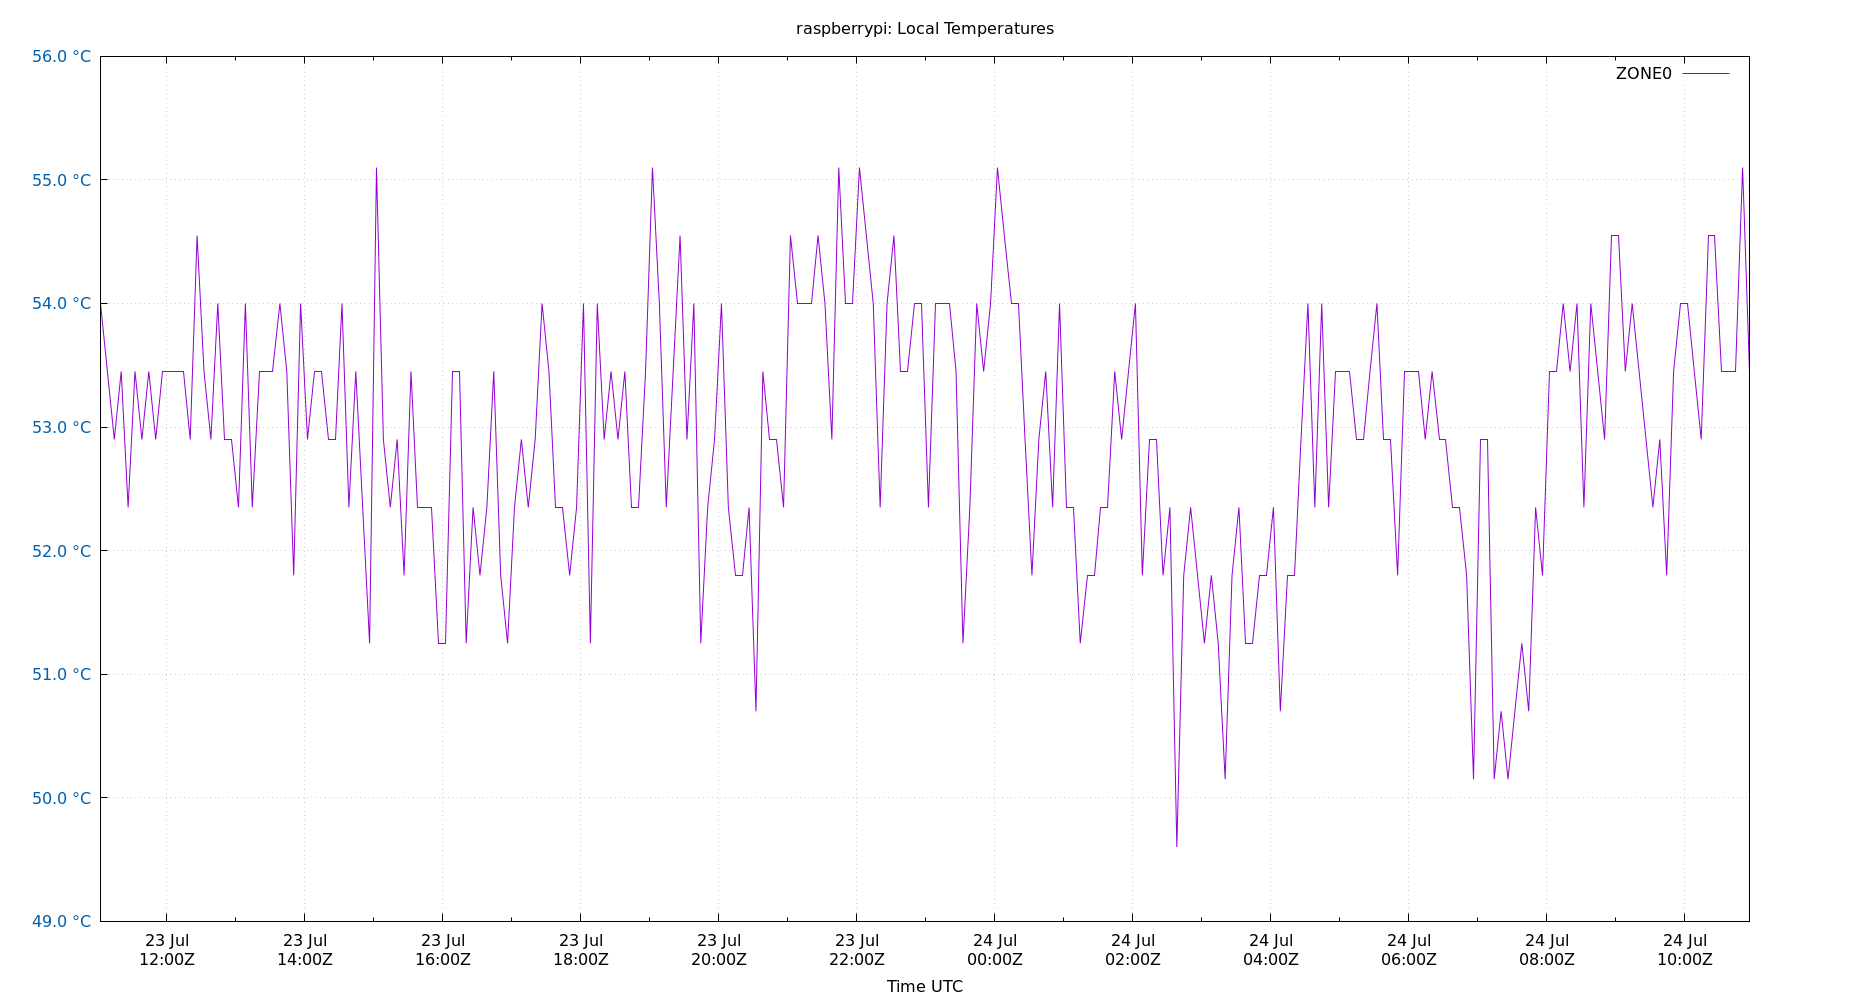 raspberrypi: Local Temperatures
56.0 °C
ZONE0
55.0 °C
54.0 °C
53.0 °C
52.0 °C
51.0 °C
50.0 °C
49.0 °C
23 Jul 23 Jul 23 Jul 23 Jul 23 Jul 23 Jul 24 Jul 24 Jul 24 Jul 24 Jul 24 Jul 24 Jul
12:00Z 14:00Z 16:00Z 18:00Z 20:00Z 22:00Z 00:00Z 02:00Z 04:00Z 06:00Z 08:00Z 10:00Z
Time UTC